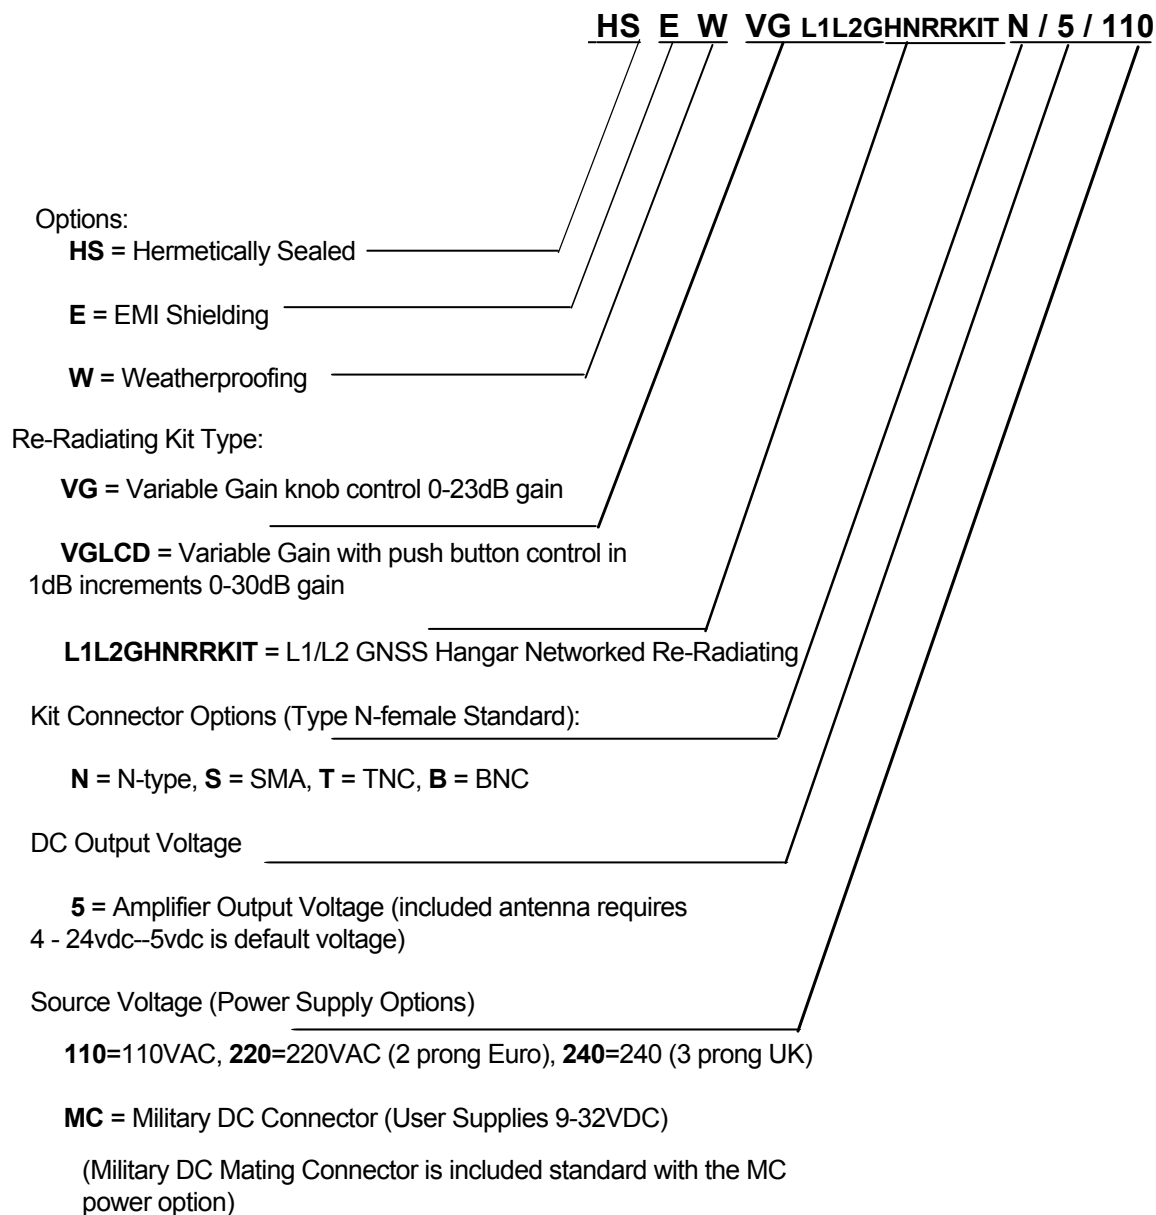 HS E W VG L1L2GHNRRKIT N / 5 / 110
Options:
HS = Hermetically Sealed
E = EMI Shielding
W = Weatherproofing
Re-Radiating Kit Type:
VG = Variable Gain knob control 0-23dB gain
VGLCD = Variable Gain with push button control in
1dB increments 0-30dB gain
L1L2GHNRRKIT = L1/L2 GNSS Hangar Networked Re-Radiating
Kit Connector Options (Type N-female Standard):
N = N-type, S = SMA, T = TNC, B = BNC
DC Output Voltage
5 = Amplifier Output Voltage (included antenna requires
4 - 24vdc--5vdc is default voltage)
Source Voltage (Power Supply Options)
110=110VAC, 220=220VAC (2 prong Euro), 240=240 (3 prong UK)
MC = Military DC Connector (User Supplies 9-32VDC)
(Military DC Mating Connector is included standard with the MC
power option)